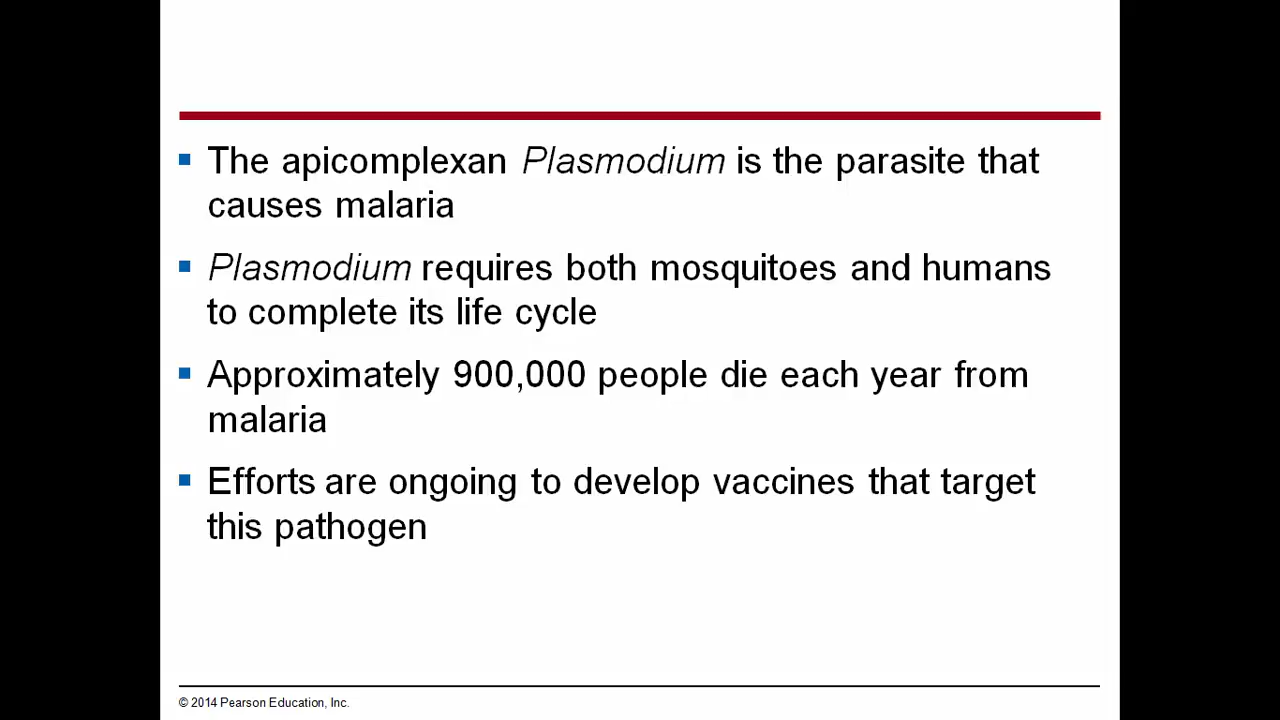 The apicomplexan Plasmodium is the parasite that
causes malaria
Plasmodium requires both mosquitoes and humans
to complete its life cycle
Approximately 900,000 people die each year from
malaria
Efforts are ongoing to develop vaccines that target
this pathogen
© 2014 Pearson Education, Inc.